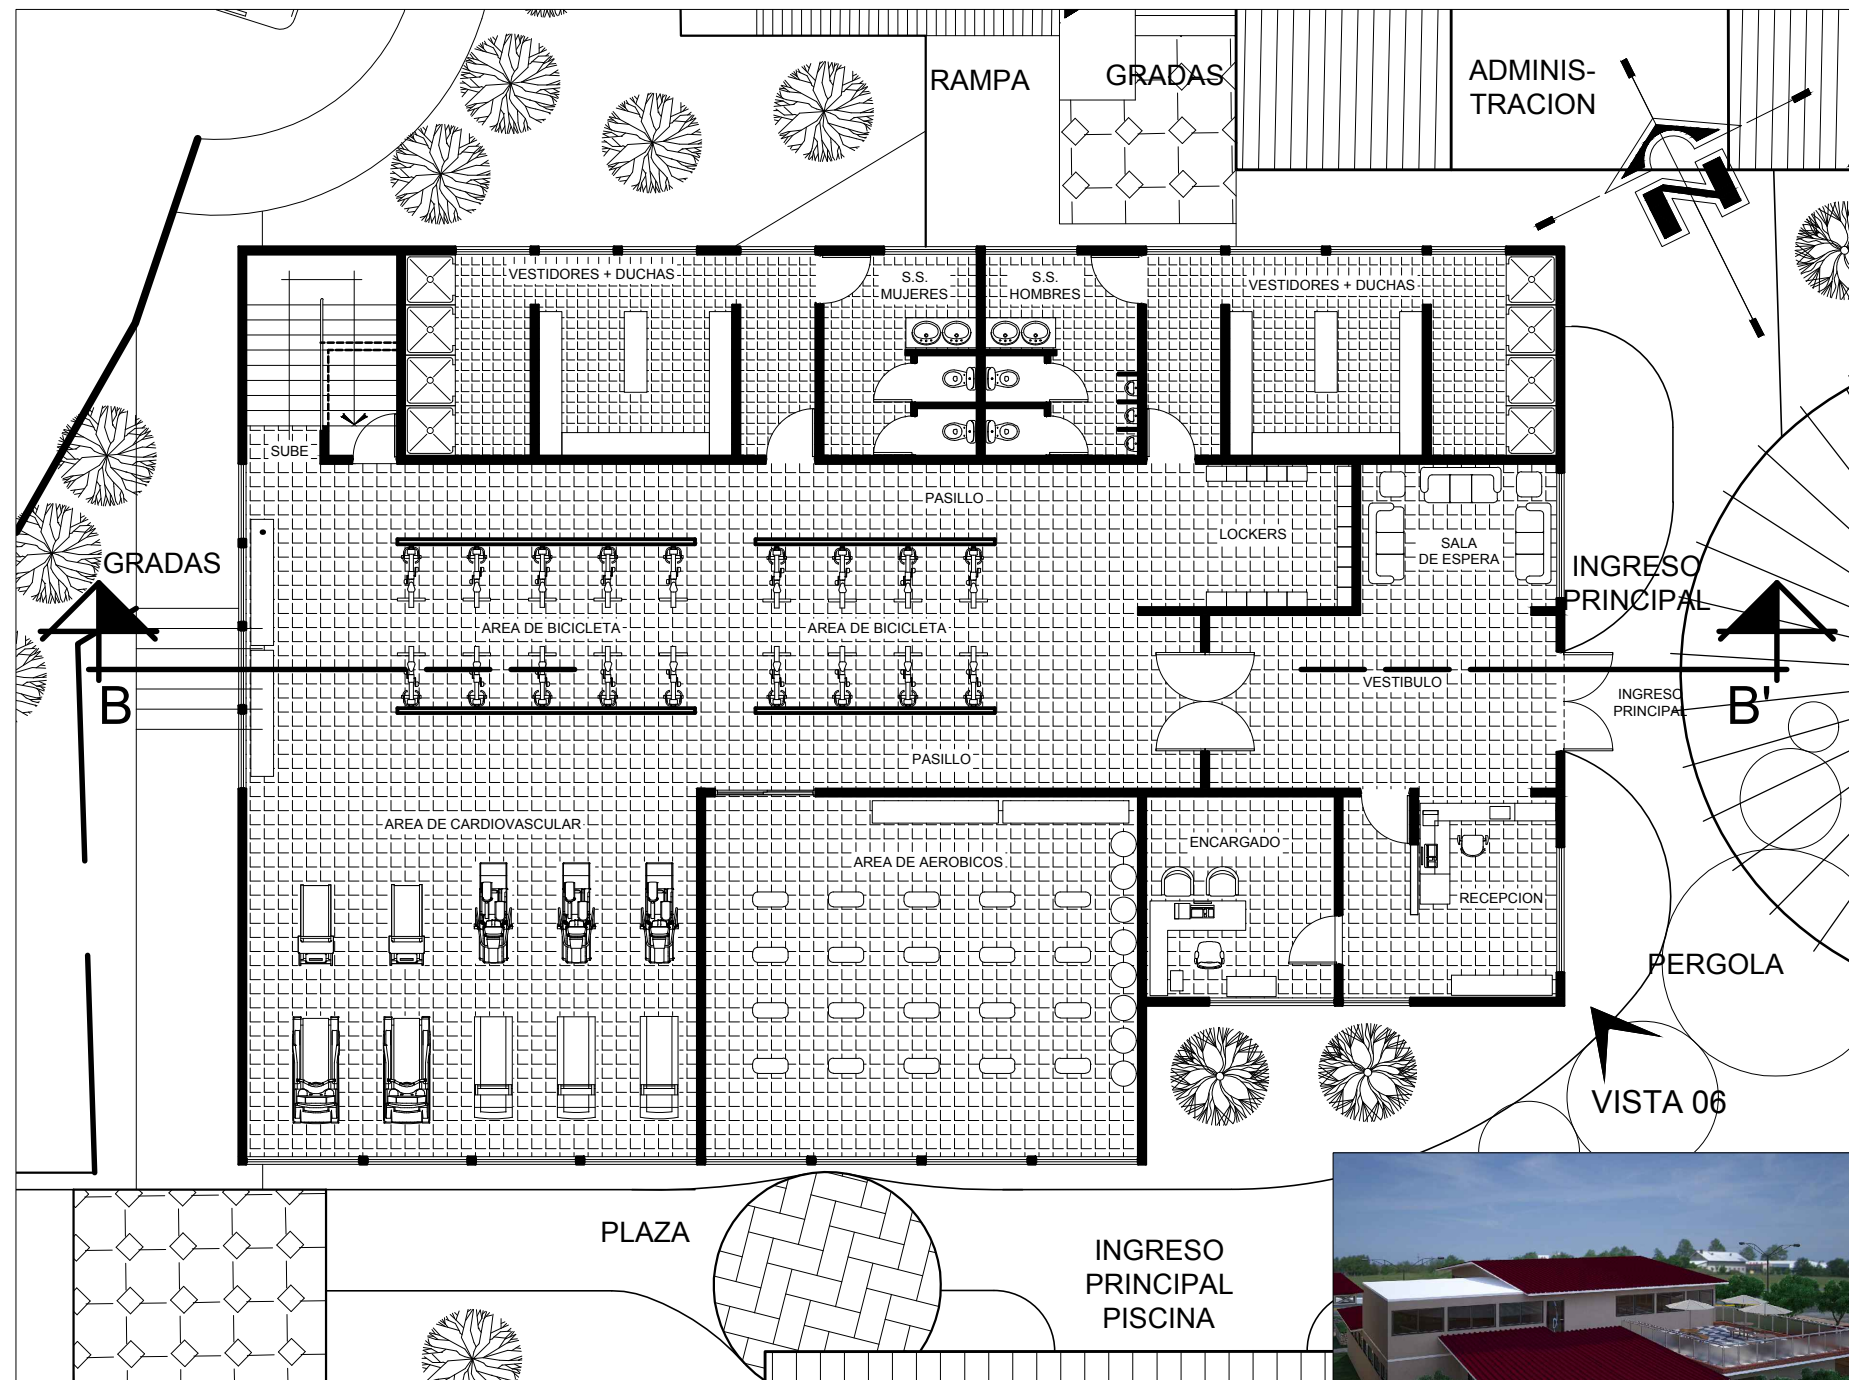 RAMPA
GRADAS
ADMINIS-
TRACION
N
VESTIDORES + DUCHAS
S.S.
MUJERES
S.S.
HOMBRES
VESTIDORES + DUCHAS
SUBE
PASILLO
LOCKERS
SALA
DE ESPERA
GRADAS
INGRESO
PRINCIPAL
AREA DE BICICLETA
AREA DE BICICLETA
VESTIBULO
INGRESO
PRINCIPAL
B
B'
PASILLO
AREA DE CARDIOVASCULAR
AREA DE AEROBICOS
ENCARGADO
RECEPCION
PERGOLA
VISTA 06
PLAZA
INGRESO
PRINCIPAL
PISCINA